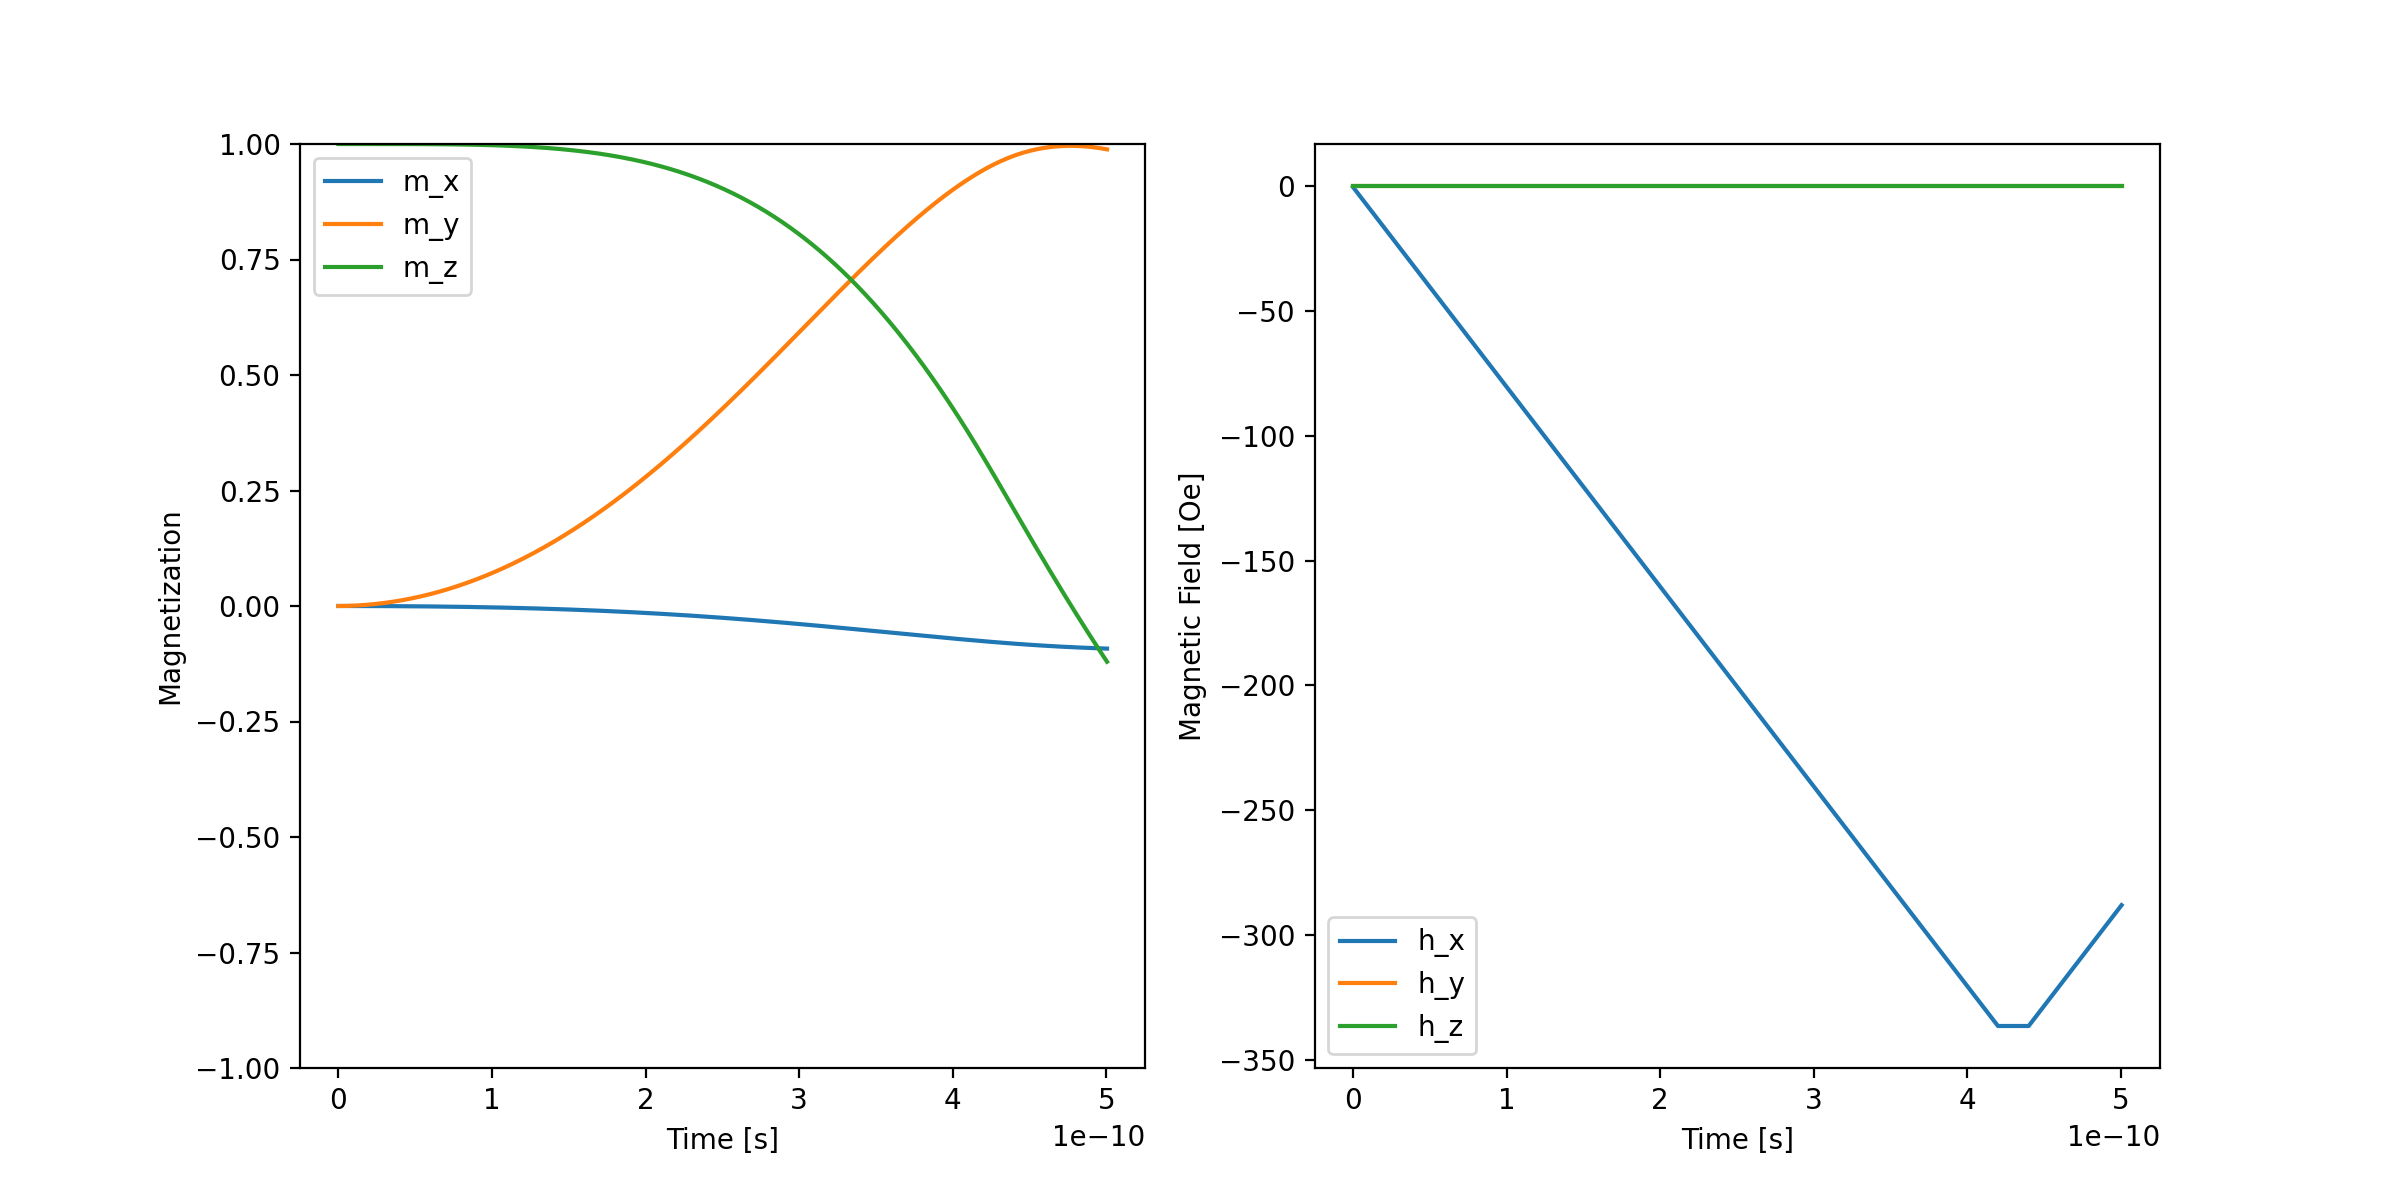 1.00
0.75
0.50
0.25
0.00
−0.25
−0.50
−0.75
−1.00
Magnetization
m_x
m_y
m_z
0 1 2 3 4 5
1e−10
Time [s]
0
−50
−100
−150
−200
−250
−300
−350
Magnetic Field [Oe]
h_x
h_y
h_z
0 1 2 3 4 5
1e−10
Time [s]